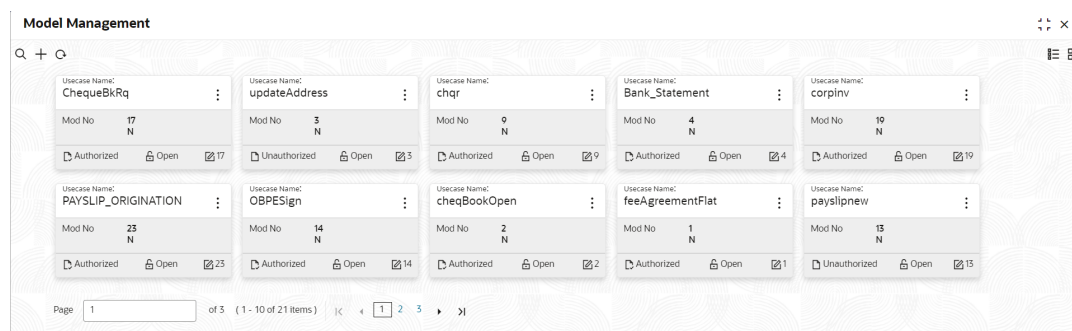 Model Management
Usecase Name: Usecase Name: Usecase Name: Usecase Name: Usecase Name:
ChequeBkRq updateAddress chqr Bank_Statement corpinv
Mod No 17 Mod No 3 Mod No 9 Mod No 4 Mod No 19
N N N N N
Authorized Open 17 Unauthorized Open 3 Authorized Open 9 Authorized Open 4 Authorized Open 19
Usecase Name: Usecase Name: Usecase Name: Usecase Name: Usecase Name:
PAYSLIP_ORIGINATION OBPESign cheqBookOpen feeAgreementFlat payslipnew
Mod No 23 Mod No 14 Mod No 2 Mod No 1 Mod No 13
N N N N N
Authorized Open 23 Authorized Open 14 Authorized Open 2 Authorized Open 1 Unauthorized Open 13
Page 1 of 3 (1 - 10 of 21 items) 1 2 3